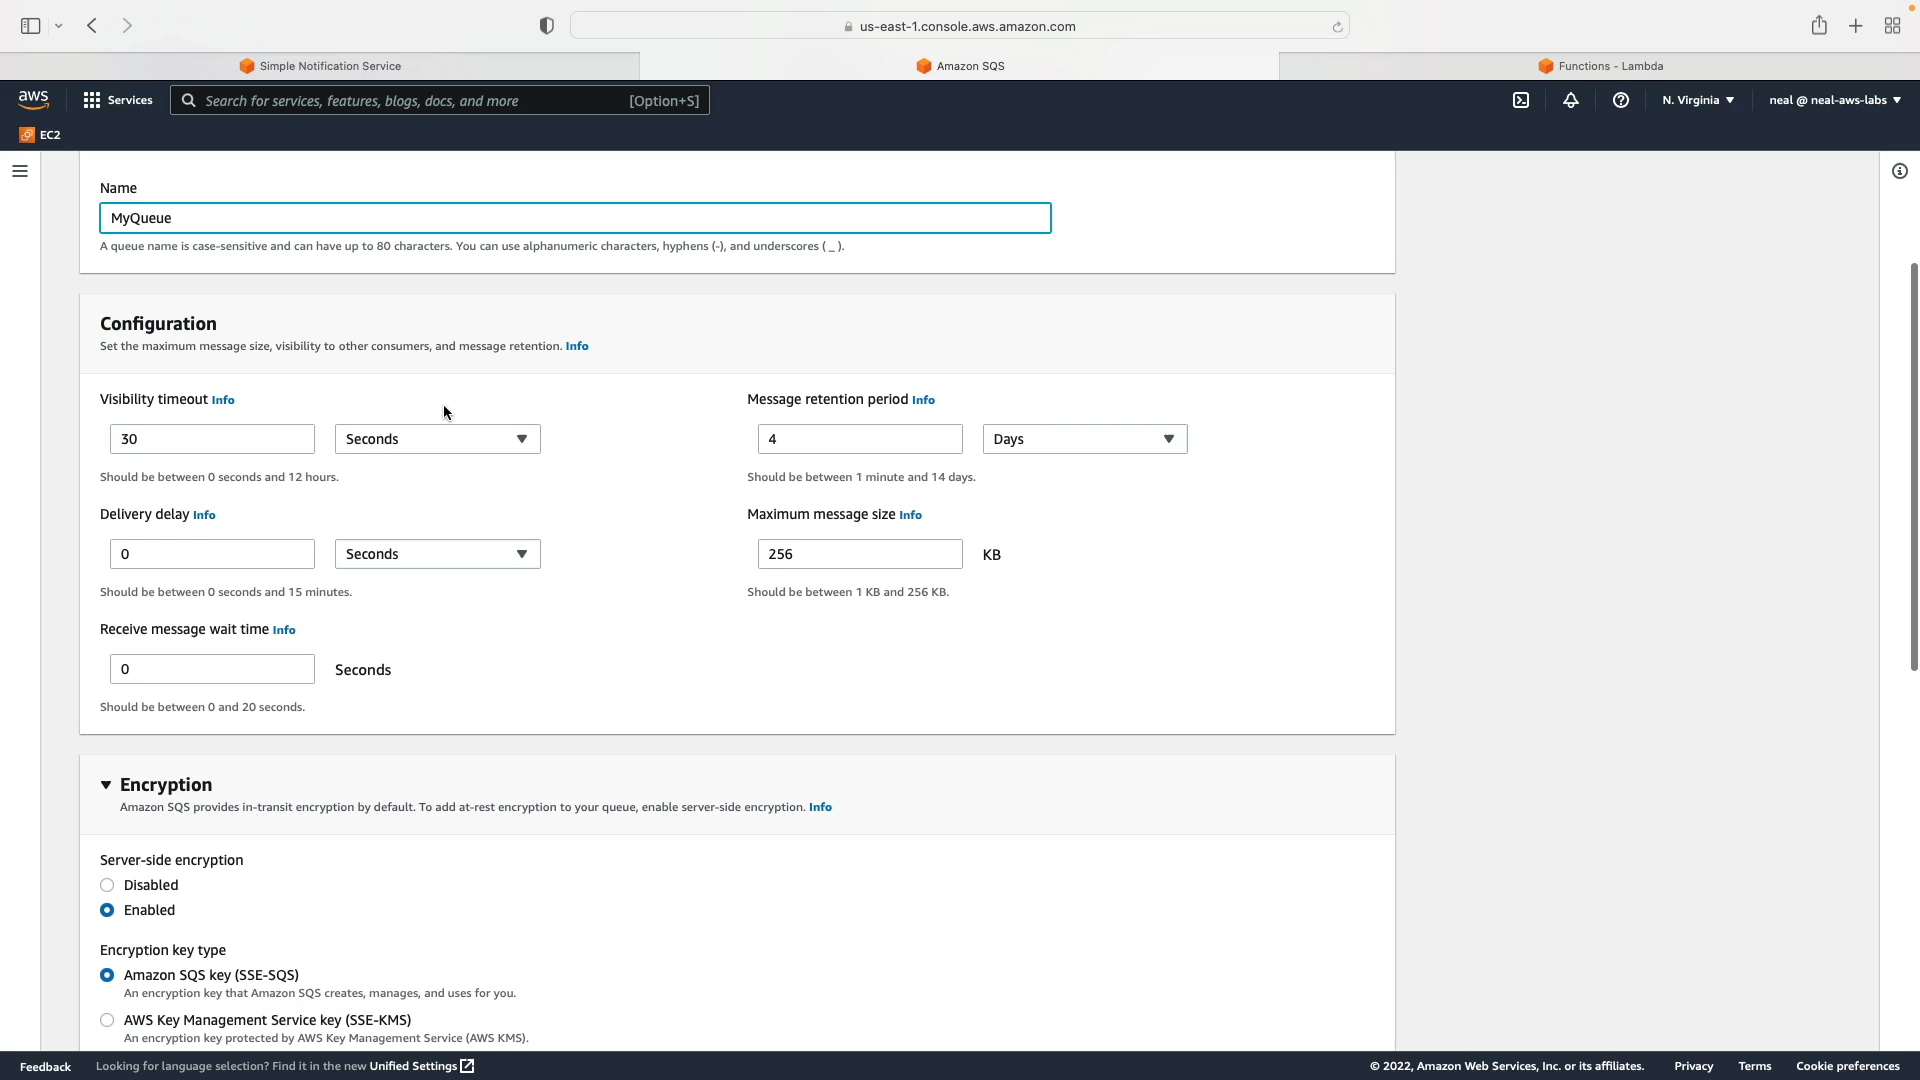 us-east-1.console.aws.amazon.com
Simple Notification Service
Amazon SQS
Functions - Lambda
aws
Services
Search for services, features, blogs, docs, and more [Option+S]
N. Virginia
neal @ neal-aws-labs
EC2
Name
MyQueue
A queue name is case-sensitive and can have up to 80 characters. You can use alphanumeric characters, hyphens (-), and underscores ( _ ).
Configuration
Set the maximum message size, visibility to other consumers, and message retention. Info
Visibility timeout Info
30 Seconds
Should be between 0 seconds and 12 hours.
Message retention period Info
4 Days
Should be between 1 minute and 14 days.
Delivery delay Info
0 Seconds
Should be between 0 seconds and 15 minutes.
Maximum message size Info
256 KB
Should be between 1 KB and 256 KB.
Receive message wait time Info
0 Seconds
Should be between 0 and 20 seconds.
Encryption
Amazon SQS provides in-transit encryption by default. To add at-rest encryption to your queue, enable server-side encryption. Info
Server-side encryption
Disabled
Enabled
Encryption key type
Amazon SQS key (SSE-SQS)
An encryption key that Amazon SQS creates, manages, and uses for you.
AWS Key Management Service key (SSE-KMS)
An encryption key protected by AWS Key Management Service (AWS KMS).
Feedback
Looking for language selection? Find it in the new Unified Settings
© 2022, Amazon Web Services, Inc. or its affiliates.
Privacy
Terms
Cookie preferences